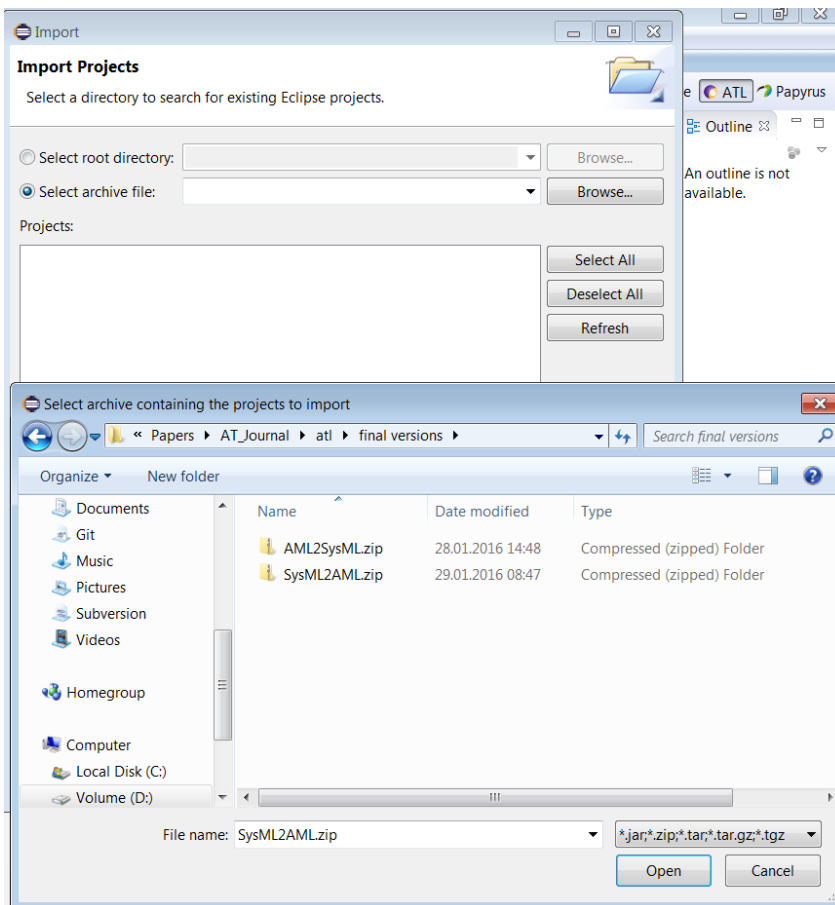 Import
Import Projects
Select a directory to search for existing Eclipse projects.
e ATL Papyrus
Outline
An outline is not
available.
Select root directory: Browse...
Select archive file: Browse...
Projects:
Select All
Deselect All
Refresh
Select archive containing the projects to import
« Papers AT_Journal atl final versions Search final versions
Organize New folder
Documents
Git
Music
Pictures
Subversion
Videos
Homegroup
Computer
Local Disk (C:)
Volume (D:)
Name Date modified Type
AML2SysML.zip 28.01.2016 14:48 Compressed (zipped) Folder
SysML2AML.zip 29.01.2016 08:47 Compressed (zipped) Folder
File name: SysML2AML.zip *.jar;*.zip;*.tar;*.tar.gz;*.tgz
Open Cancel